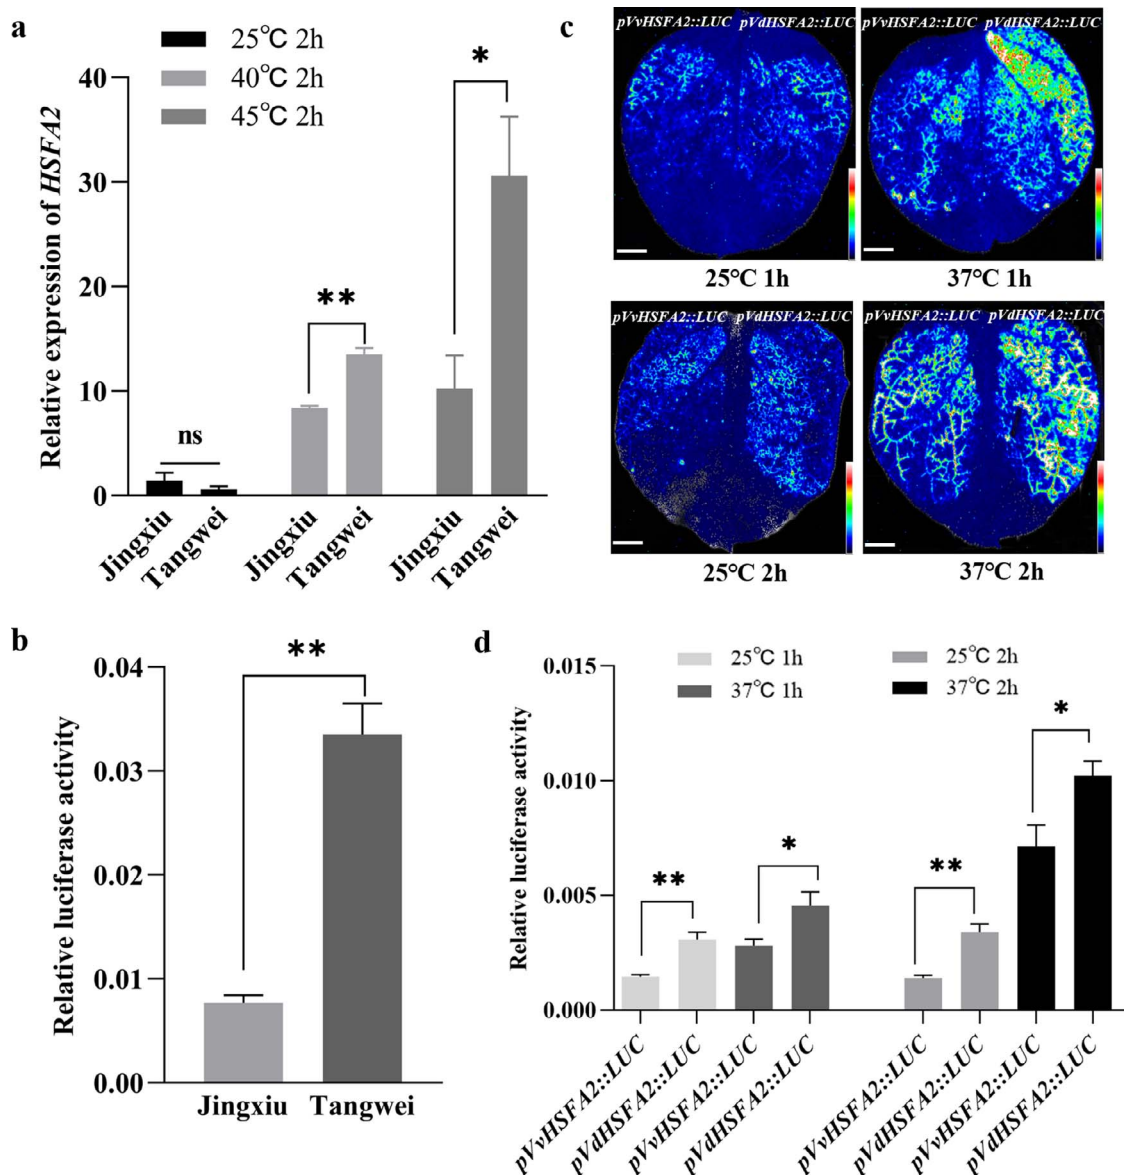 a
25℃ 2h
40℃ 2h
45℃ 2h
Relative expression of HSFA2
40
30
20
10
0
ns
**
*
Jingxiu
Tangwei
Jingxiu
Tangwei
Jingxiu
Tangwei
b
Relative luciferase activity
0.04
0.03
0.02
0.01
0.00
**
Jingxiu
Tangwei
c
pVvHSFA2::LUC pVdHSFA2::LUC
25°C 1h
pVvHSFA2::LUC pVdHSFA2::LUC
37°C 1h
pVvHSFA2::LUC pVdHSFA2::LUC
25°C 2h
pVvHSFA2::LUC pVdHSFA2::LUC
37°C 2h
d
25℃ 1h
37℃ 1h
25℃ 2h
37℃ 2h
Relative luciferase activity
0.015
0.010
0.005
0.000
**
*
**
*
pVvHSFA2::LUC
pVdHSFA2::LUC
pVvHSFA2::LUC
pVdHSFA2::LUC
pVvHSFA2::LUC
pVdHSFA2::LUC
pVvHSFA2::LUC
pVdHSFA2::LUC